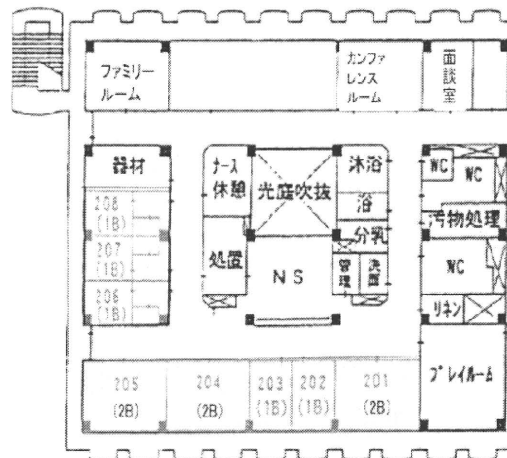 ファミリー
ルーム
カンファ
レンス
ルーム
面談室
器材
208
(1B)
207
(1B)
206
(1B)
ナース
休憩
処置
光庭吹抜
NS
沐浴
浴
分乳
管理
洗面
WC
WC
汚物処理
WC
リネン
プレイルーム
205
(2B)
204
(2B)
203
(1B)
202
(1B)
201
(2B)